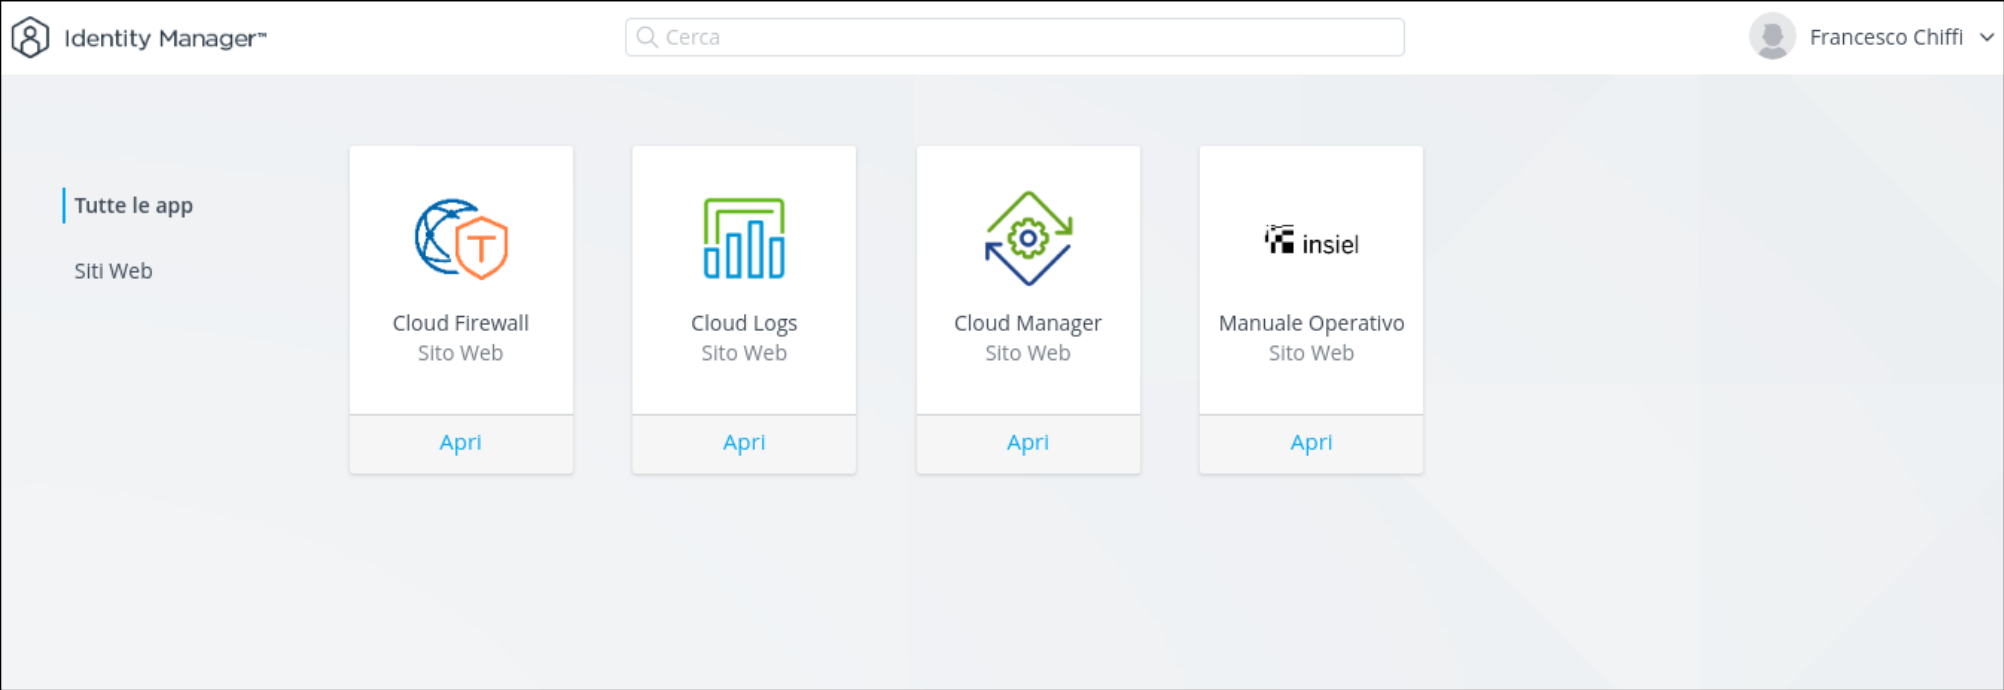 Identity Manager™
Cerca
Francesco Chiffi
Tutte le app
Siti Web
Cloud Firewall
Sito Web
Apri
Cloud Logs
Sito Web
Apri
Cloud Manager
Sito Web
Apri
insiel
Manuale Operativo
Sito Web
Apri